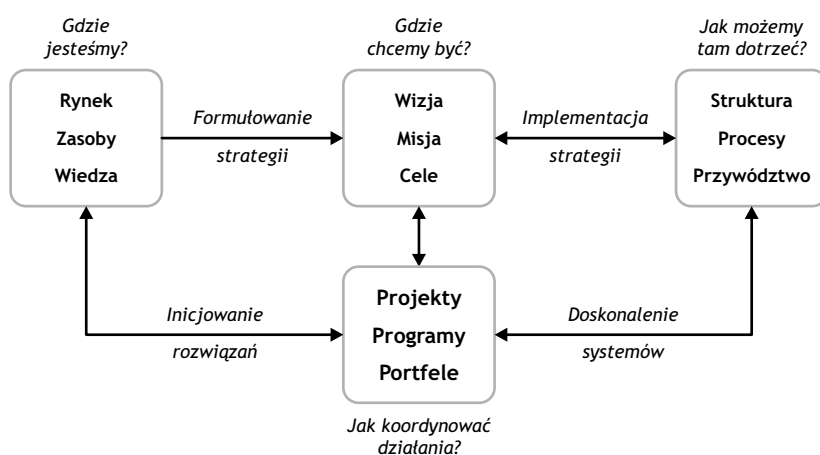 Gdzie
jesteśmy?
Gdzie
chcemy być?
Jak możemy
tam dotrzeć?
Rynek
Zasoby
Wiedza
Formułowanie
strategii
Wizja
Misja
Cele
Implementacja
strategii
Struktura
Procesy
Przywództwo
Inicjowanie
rozwiązań
Projekty
Programy
Portfele
Doskonalenie
systemów
Jak koordynować
działania?